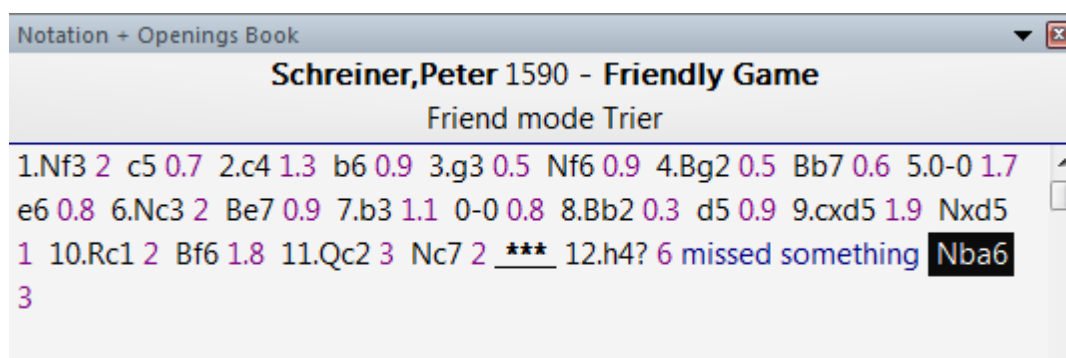 Notation + Openings Book
Schreiner,Peter 1590 - Friendly Game
Friend mode Trier
1.Nf3 2 c5 0.7 2.c4 1.3 b6 0.9 3.g3 0.5 Nf6 0.9 4.Bg2 0.5 Bb7 0.6 5.0-0 1.7
e6 0.8 6.Nc3 2 Be7 0.9 7.b3 1.1 0-0 0.8 8.Bb2 0.3 d5 0.9 9.cxd5 1.9 Nxd5
1 10.Rc1 2 Bf6 1.8 11.Qc2 3 Nc7 2 *** 12.h4? 6 missed something Nba6
3